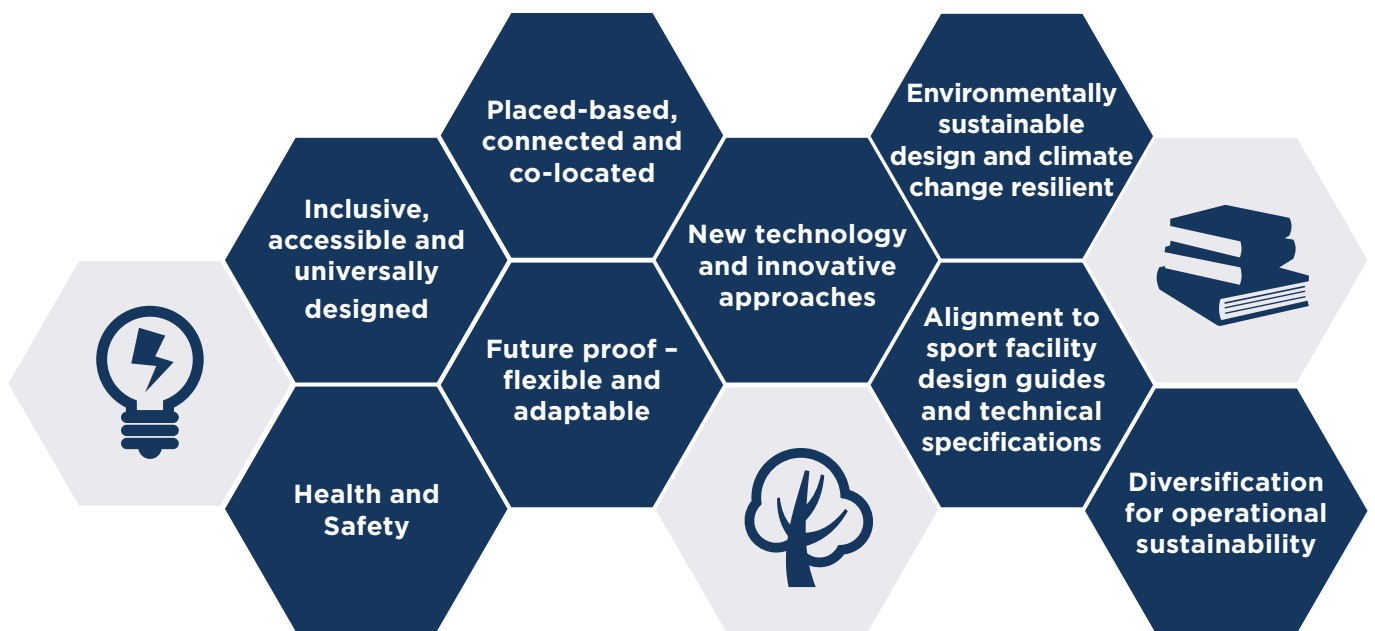 Placed-based,
connected and
co-located
Environmentally
sustainable
design and climate
change resilient
Inclusive,
accessible and
universally
designed
New technology
and innovative
approaches
Future proof –
flexible and
adaptable
Alignment to
sport facility
design guides
and technical
specifications
Health and
Safety
Diversification
for operational
sustainability